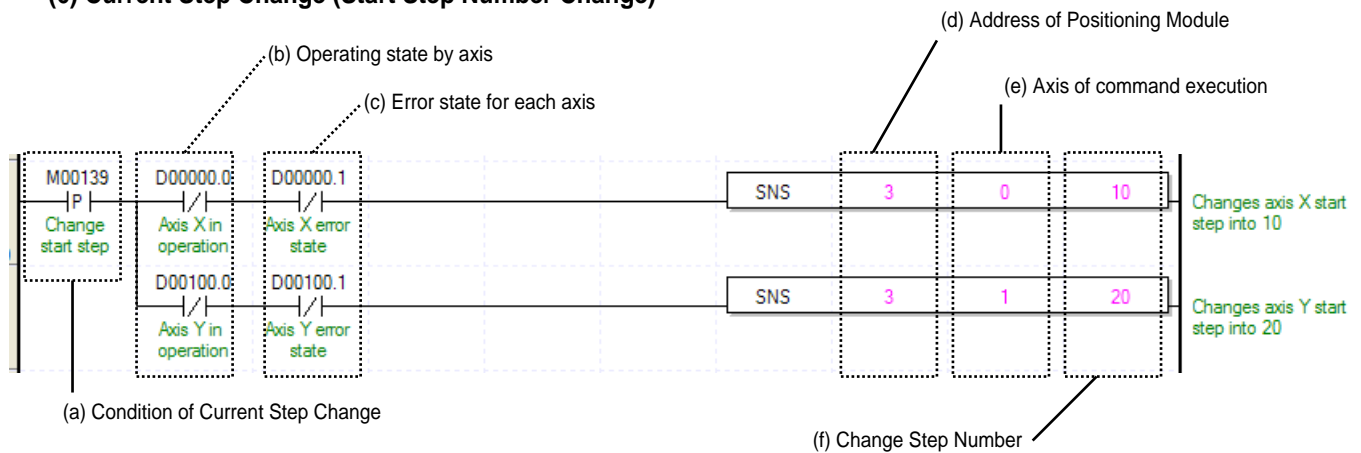 (e) Current Step Change (Start Step Number Change)
(d) Address of Positioning Module
(b) Operating state by axis
(e) Axis of command execution
(c) Error state for each axis
M00139
D00000.0
D00000.1
P
SNS
3
0
10
Change
start step
Axis X in
operation
Axis X error
state
Changes axis X start
step into 10
D00100.0
D00100.1
SNS
3
1
20
Axis Y in
operation
Axis Y error
state
Changes axis Y start
step into 20
(a) Condition of Current Step Change
(f) Change Step Number